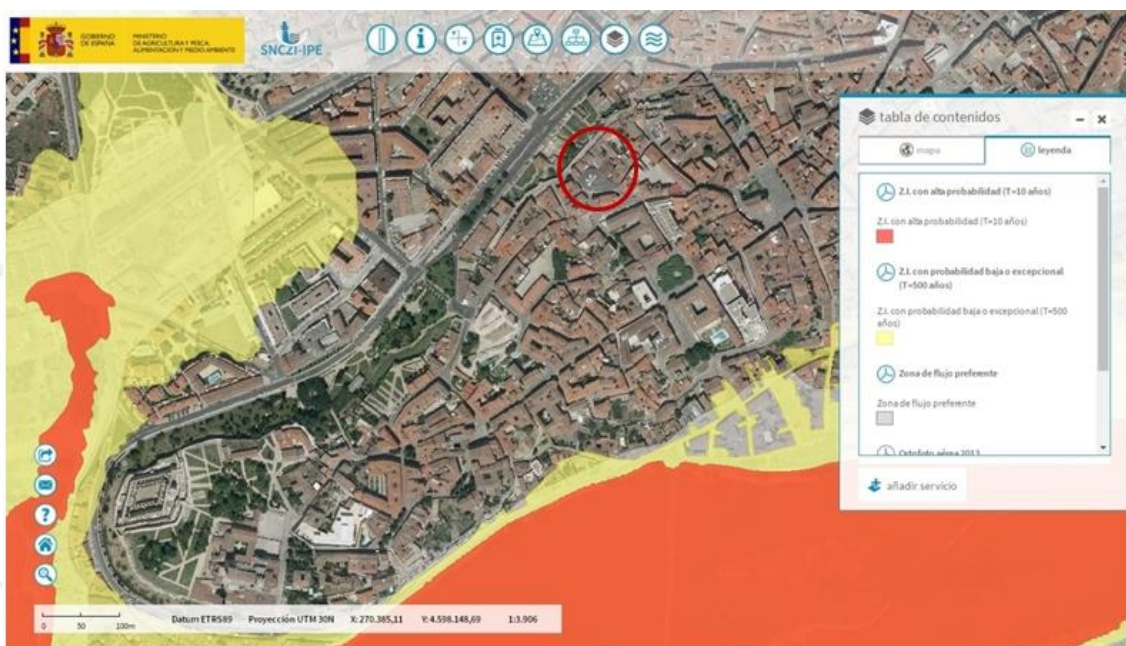 GOBIERNO
DE ESPAÑA
MINISTERIO
DE AGRICULTURA Y PESCA,
ALIMENTACIÓN Y MEDIO AMBIENTE
SNCZI-IPE
tabla de contenidos
mapa
leyenda
Z.I. con alta probabilidad (T=10 años)
Z.I. con alta probabilidad (T=10 años)
Z.I. con probabilidad baja o excepcional
(T=500 años)
Z.I. con probabilidad baja o excepcional (T=500
años)
Zona de flujo preferente
Zona de flujo preferente
Ortofoto aérea 2013
añadir servicio
0 50 100m Datum ETRS89 Proyección UTM 30N X: 270.385,11 Y: 4.598.148,69 1:3.906